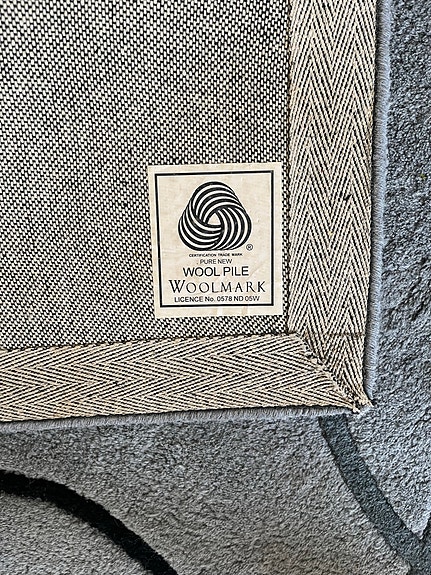 ®
CERTIFICATION TRADE MARK
PURE NEW
WOOL PILE
WOOLMARK
LICENCE No. 0578 ND 05W